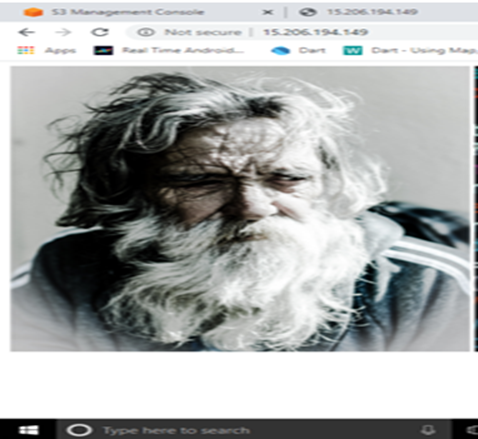 S3 Management Console 15.206.194.149
Not secure 15.206.194.149
Apps Real Time Android... Dart Dart - Using Map,
Type here to search